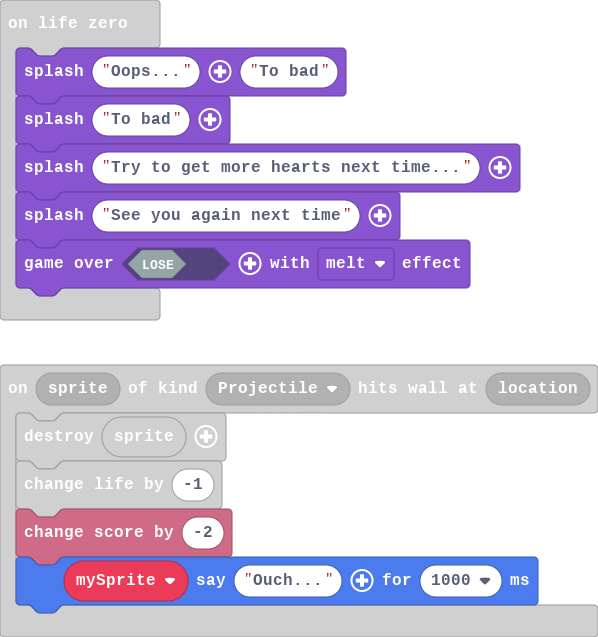 on life zero
splash "Oops..." "To bad"
splash "To bad"
splash "Try to get more hearts next time..."
splash "See you again next time"
game over LOSE with melt effect
on sprite of kind Projectile hits wall at location
destroy sprite
change life by -1
change score by -2
mySprite say "Ouch..." for 1000 ms